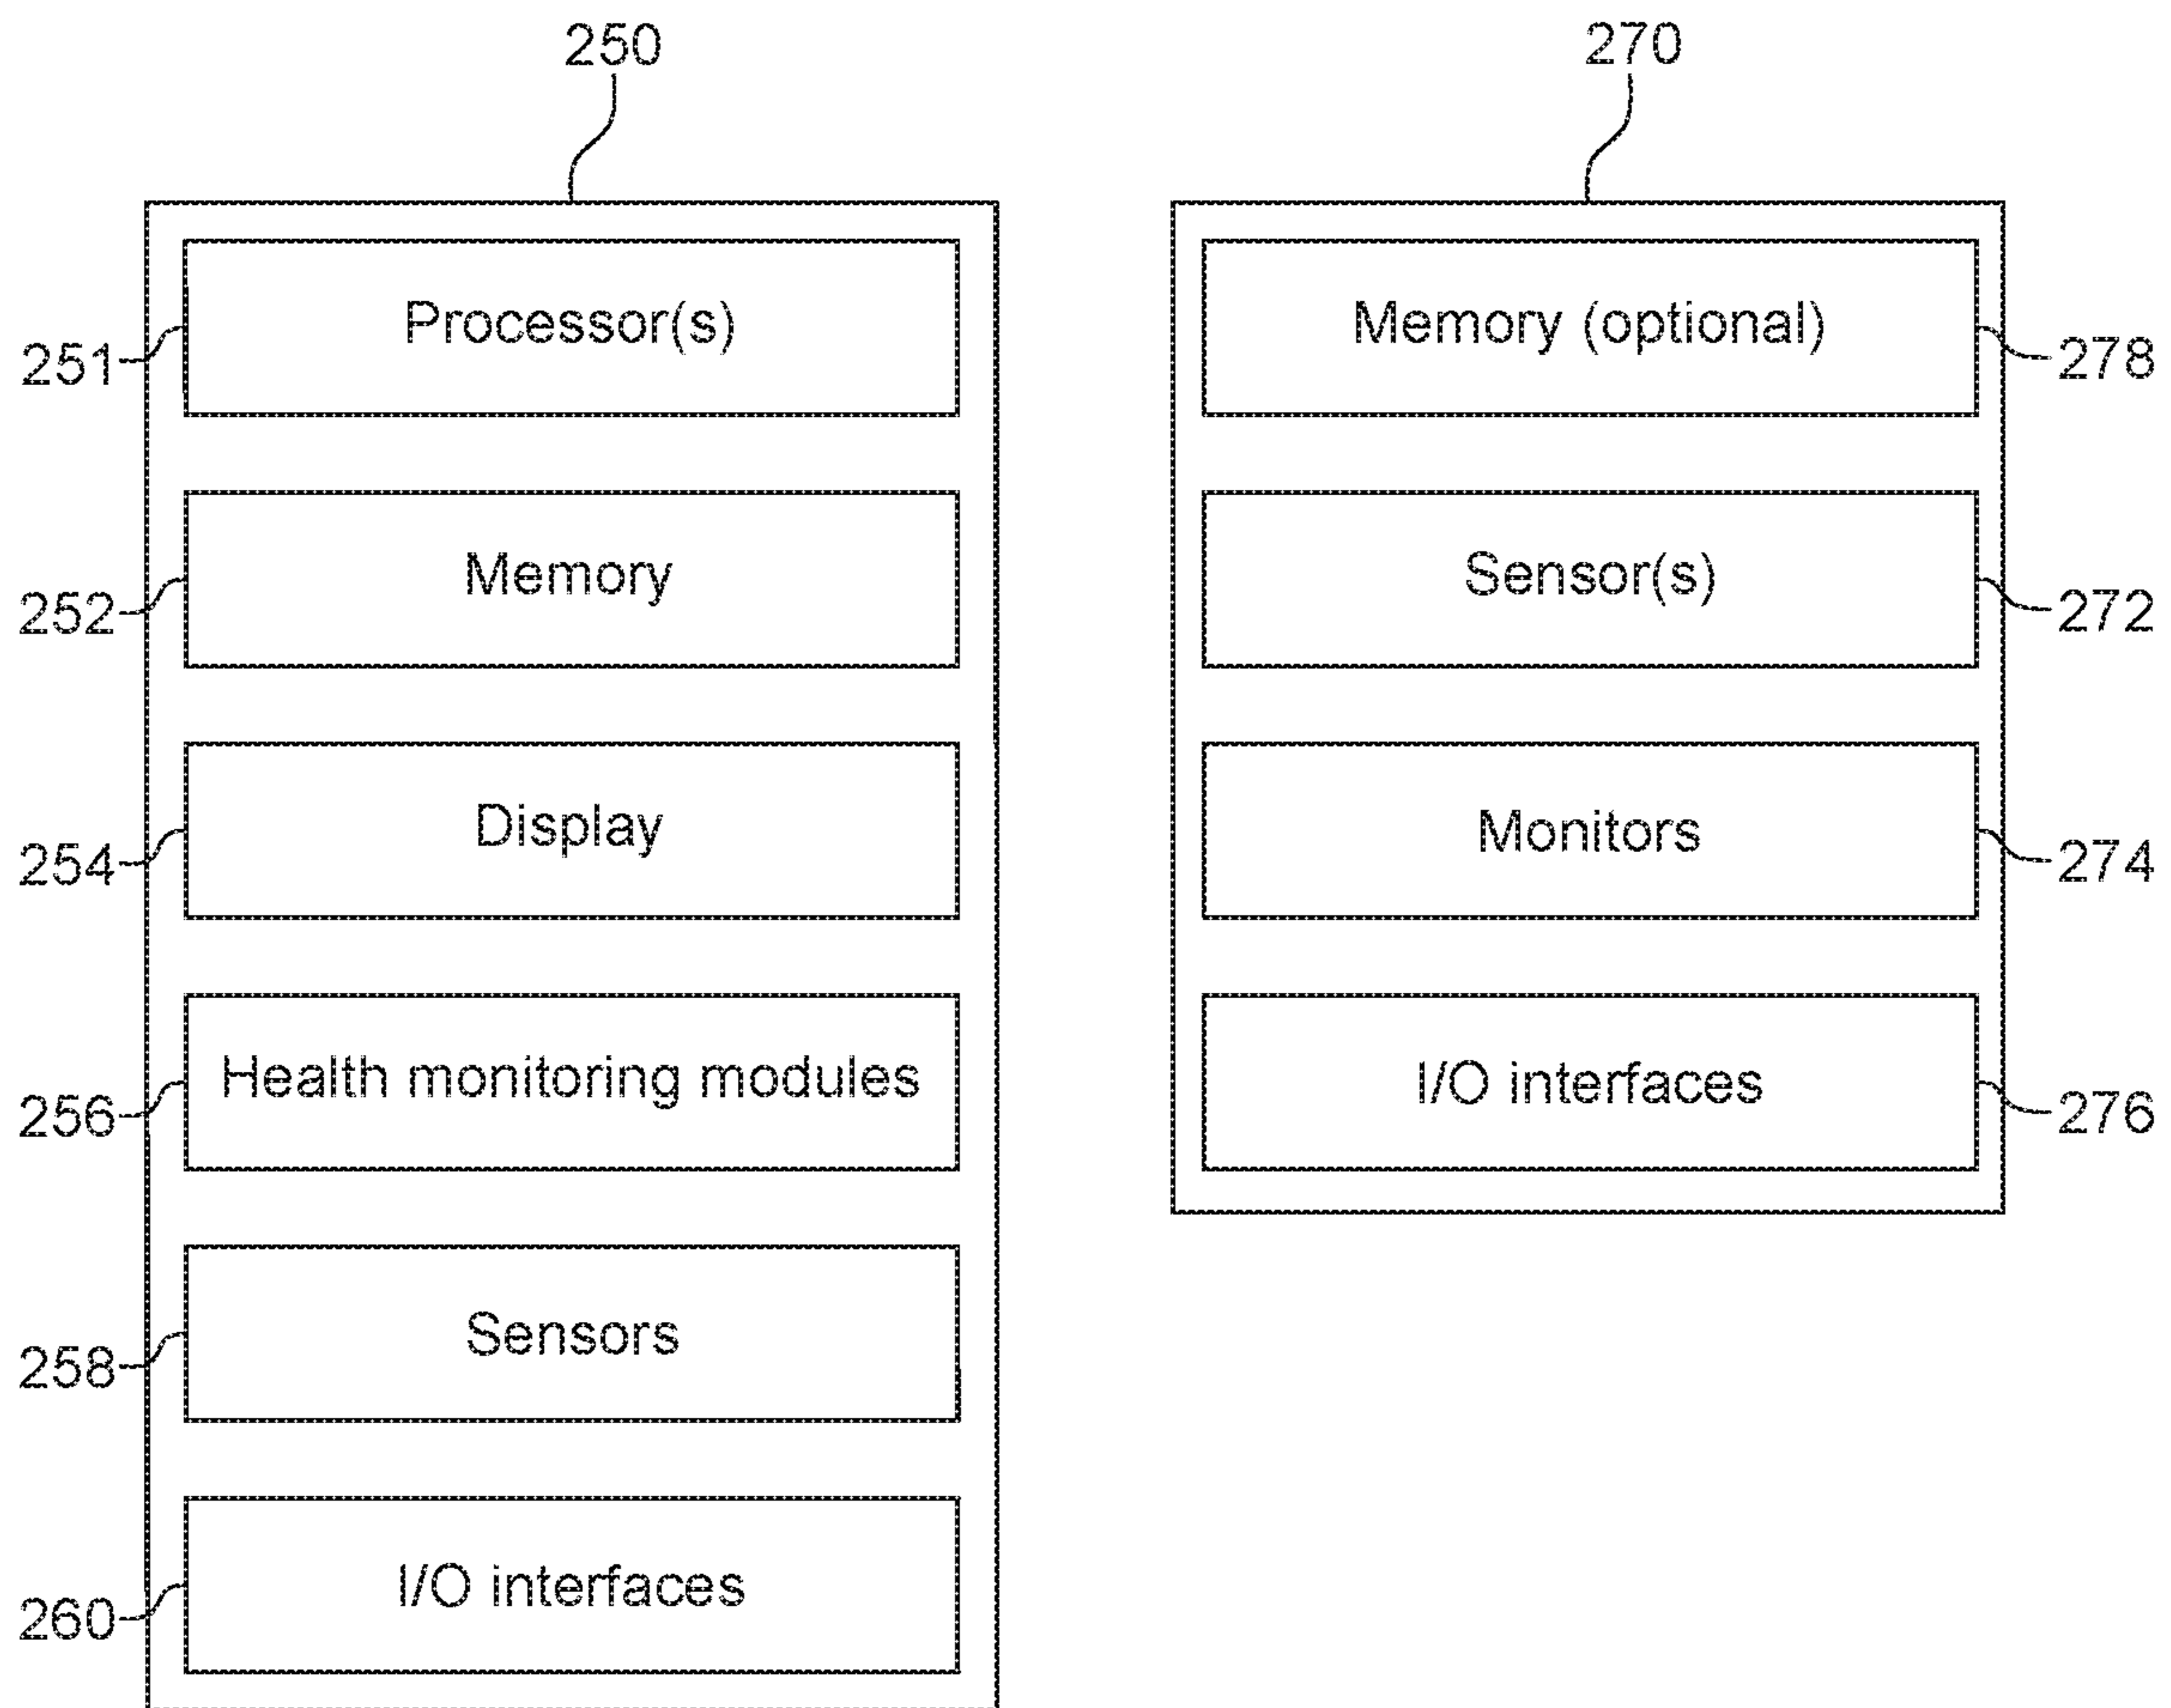 250
270
Processor(s)
251
Memory
252
Display
254
Health monitoring modules
256
Sensors
258
I/O interfaces
260
Memory (optional)
278
Sensor(s)
272
Monitors
274
I/O interfaces
276